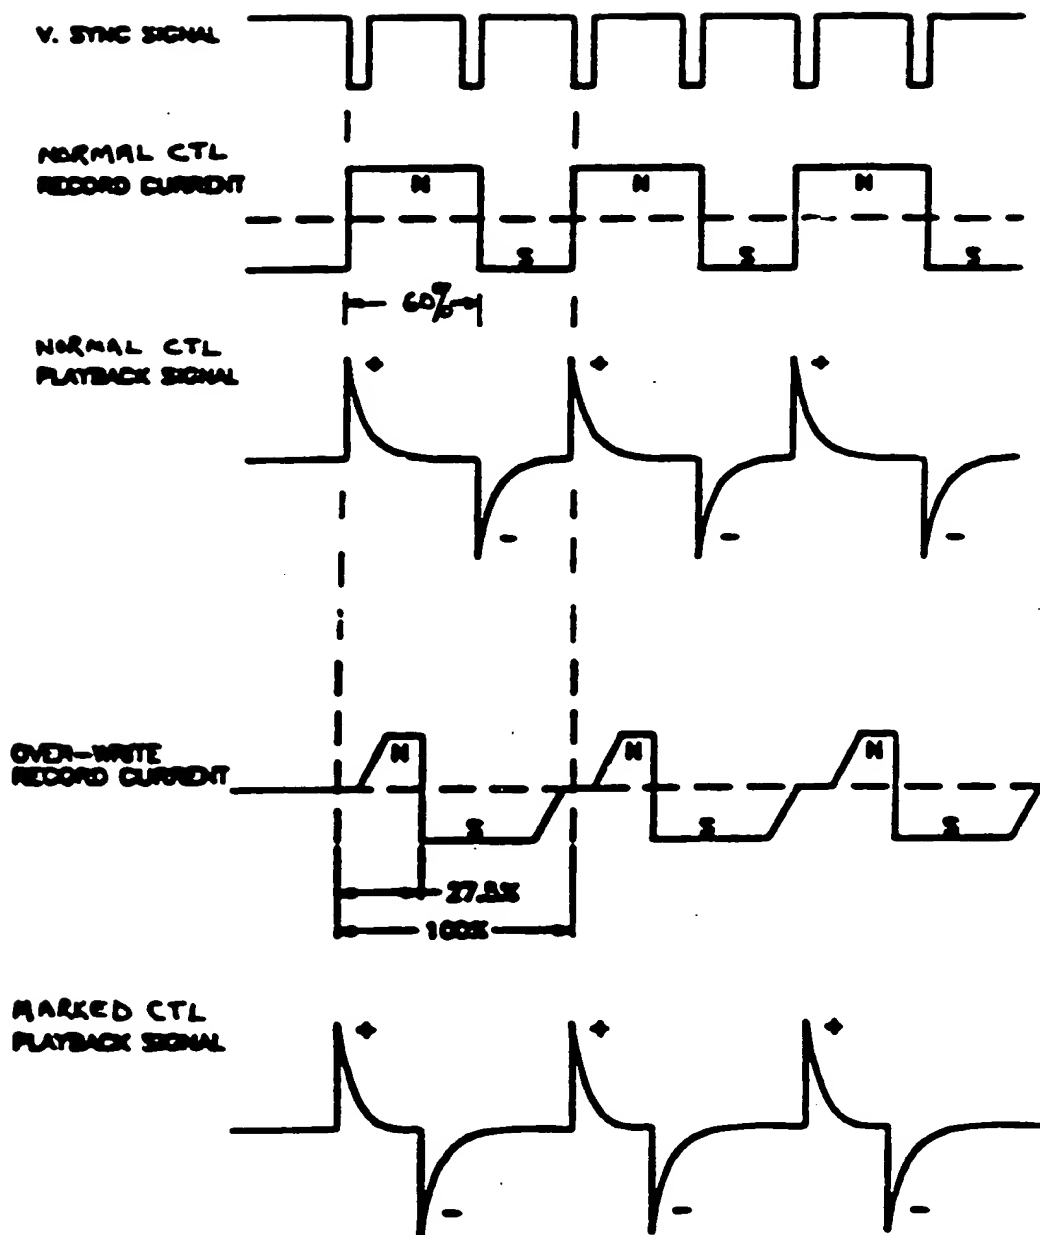 V. SYNC SIGNAL
NORMAL CTL
RECORD CURRENT
N N N
S S S
60%
NORMAL CTL
PLAYBACK SIGNAL
+ + +
- - -
OVER-WRITE
RECORD CURRENT
N N N
S S S
27.5%
100%
MARKED CTL
PLAYBACK SIGNAL
+ + +
- - -